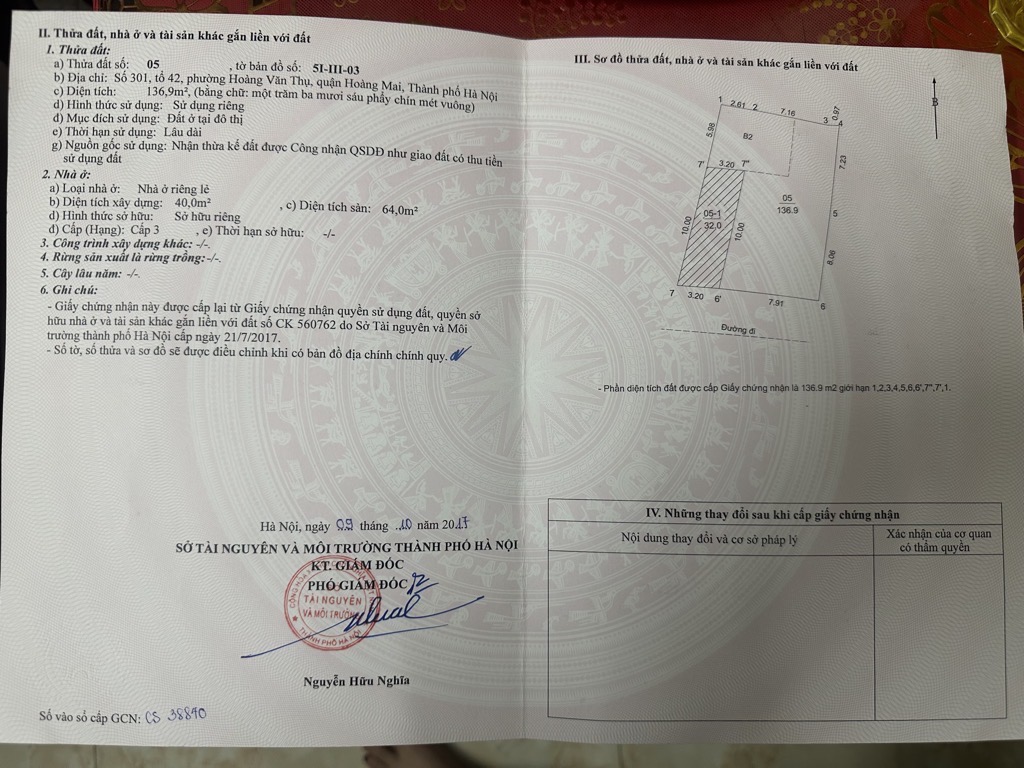 II. Thửa đất, nhà ở và tài sản khác gắn liền với đất
1. Thửa đất:
a) Thửa đất số: 05 , tờ bản đồ số: 5I-III-03
b) Địa chỉ: Số 301, tổ 42, phường Hoàng Văn Thụ, quận Hoàng Mai, Thành phố Hà Nội
c) Diện tích: 136,9m², (bằng chữ: một trăm ba mươi sáu phẩy chín mét vuông)
d) Hình thức sử dụng: Sử dụng riêng
đ) Mục đích sử dụng: Đất ở tại đô thị
e) Thời hạn sử dụng: Lâu dài
g) Nguồn gốc sử dụng: Nhận thừa kế đất được Công nhận QSDĐ như giao đất có thu tiền
sử dụng đất
2. Nhà ở:
a) Loại nhà ở: Nhà ở riêng lẻ
b) Diện tích xây dựng: 40,0m² , c) Diện tích sàn: 64,0m²
d) Hình thức sở hữu: Sở hữu riêng
đ) Cấp (Hạng): Cấp 3 , e) Thời hạn sở hữu: -/-
3. Công trình xây dựng khác: -/-.
4. Rừng sản xuất là rừng trồng:-/-.
5. Cây lâu năm: -/-.
6. Ghi chú:
- Giấy chứng nhận này được cấp lại từ Giấy chứng nhận quyền sử dụng đất, quyền sở
hữu nhà ở và tài sản khác gắn liền với đất số CK 560762 do Sở Tài nguyên và Môi
trường thành phố Hà Nội cấp ngày 21/7/2017.
- Số tờ, số thửa và sơ đồ sẽ được điều chỉnh khi có bản đồ địa chính chính quy.
Hà Nội, ngày 09 tháng 10 năm 2017
SỞ TÀI NGUYÊN VÀ MÔI TRƯỜNG THÀNH PHỐ HÀ NỘI
KT. GIÁM ĐỐC
PHÓ GIÁM ĐỐC
TÀI NGUYÊN
VÀ MÔI TRƯỜNG
THÀNH PHỐ HÀ NỘI
Nguyễn Hữu Nghĩa
Số vào sổ cấp GCN: CS 38840
III. Sơ đồ thửa đất, nhà ở và tài sản khác gắn liền với đất
B
1 2.61 2 7.16 3 0.97 4
5.98
B2
7.23
7' 3.20 7"
05
136.9
5
05-1
32.0
10.00
10.00
8.06
7 3.20 6' 7.91 6
Đường đi
- Phần diện tích đất được cấp Giấy chứng nhận là 136.9 m2 giới hạn 1,2,3,4,5,6,6',7",7',1.
IV. Những thay đổi sau khi cấp giấy chứng nhận
Nội dung thay đổi và cơ sở pháp lý
Xác nhận của cơ quan
có thẩm quyền